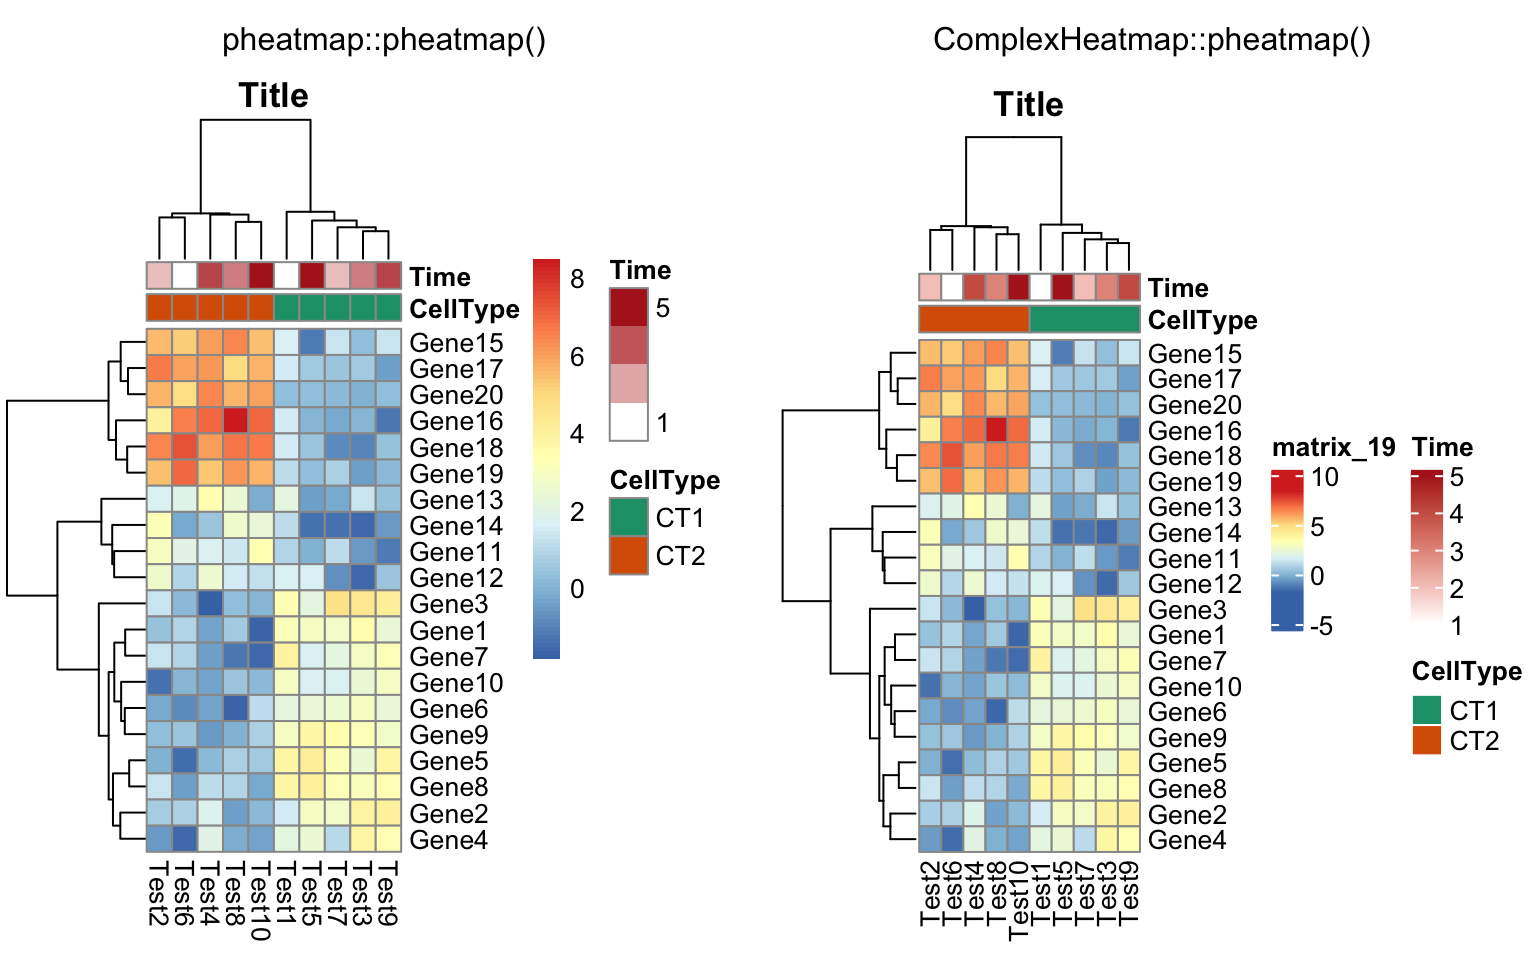 pheatmap::pheatmap()
Title
Time
CellType
Gene15
Gene17
Gene20
Gene16
Gene18
Gene19
Gene13
Gene14
Gene11
Gene12
Gene3
Gene1
Gene7
Gene10
Gene6
Gene9
Gene5
Gene8
Gene2
Gene4
Test2
Test6
Test4
Test8
Test10
Test1
Test5
Test7
Test3
Test9
8
6
4
2
0
Time
5
1
CellType
CT1
CT2
ComplexHeatmap::pheatmap()
Title
Time
CellType
Gene15
Gene17
Gene20
Gene16
Gene18
Gene19
Gene13
Gene14
Gene11
Gene12
Gene3
Gene1
Gene7
Gene10
Gene6
Gene9
Gene5
Gene8
Gene2
Gene4
Test2
Test6
Test4
Test8
Test10
Test1
Test5
Test7
Test3
Test9
matrix_19
10
5
0
-5
Time
5
4
3
2
1
CellType
CT1
CT2